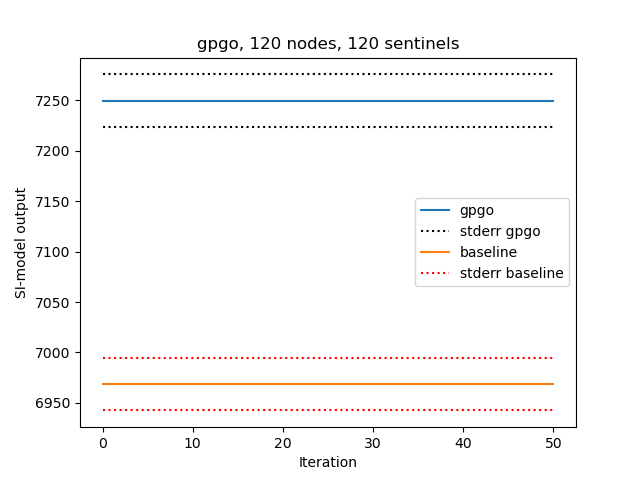 gpgo, 120 nodes, 120 sentinels
SI-model output
7250
7200
7150
7100
7050
7000
6950
gpgo
stderr gpgo
baseline
stderr baseline
0 10 20 30 40 50
Iteration